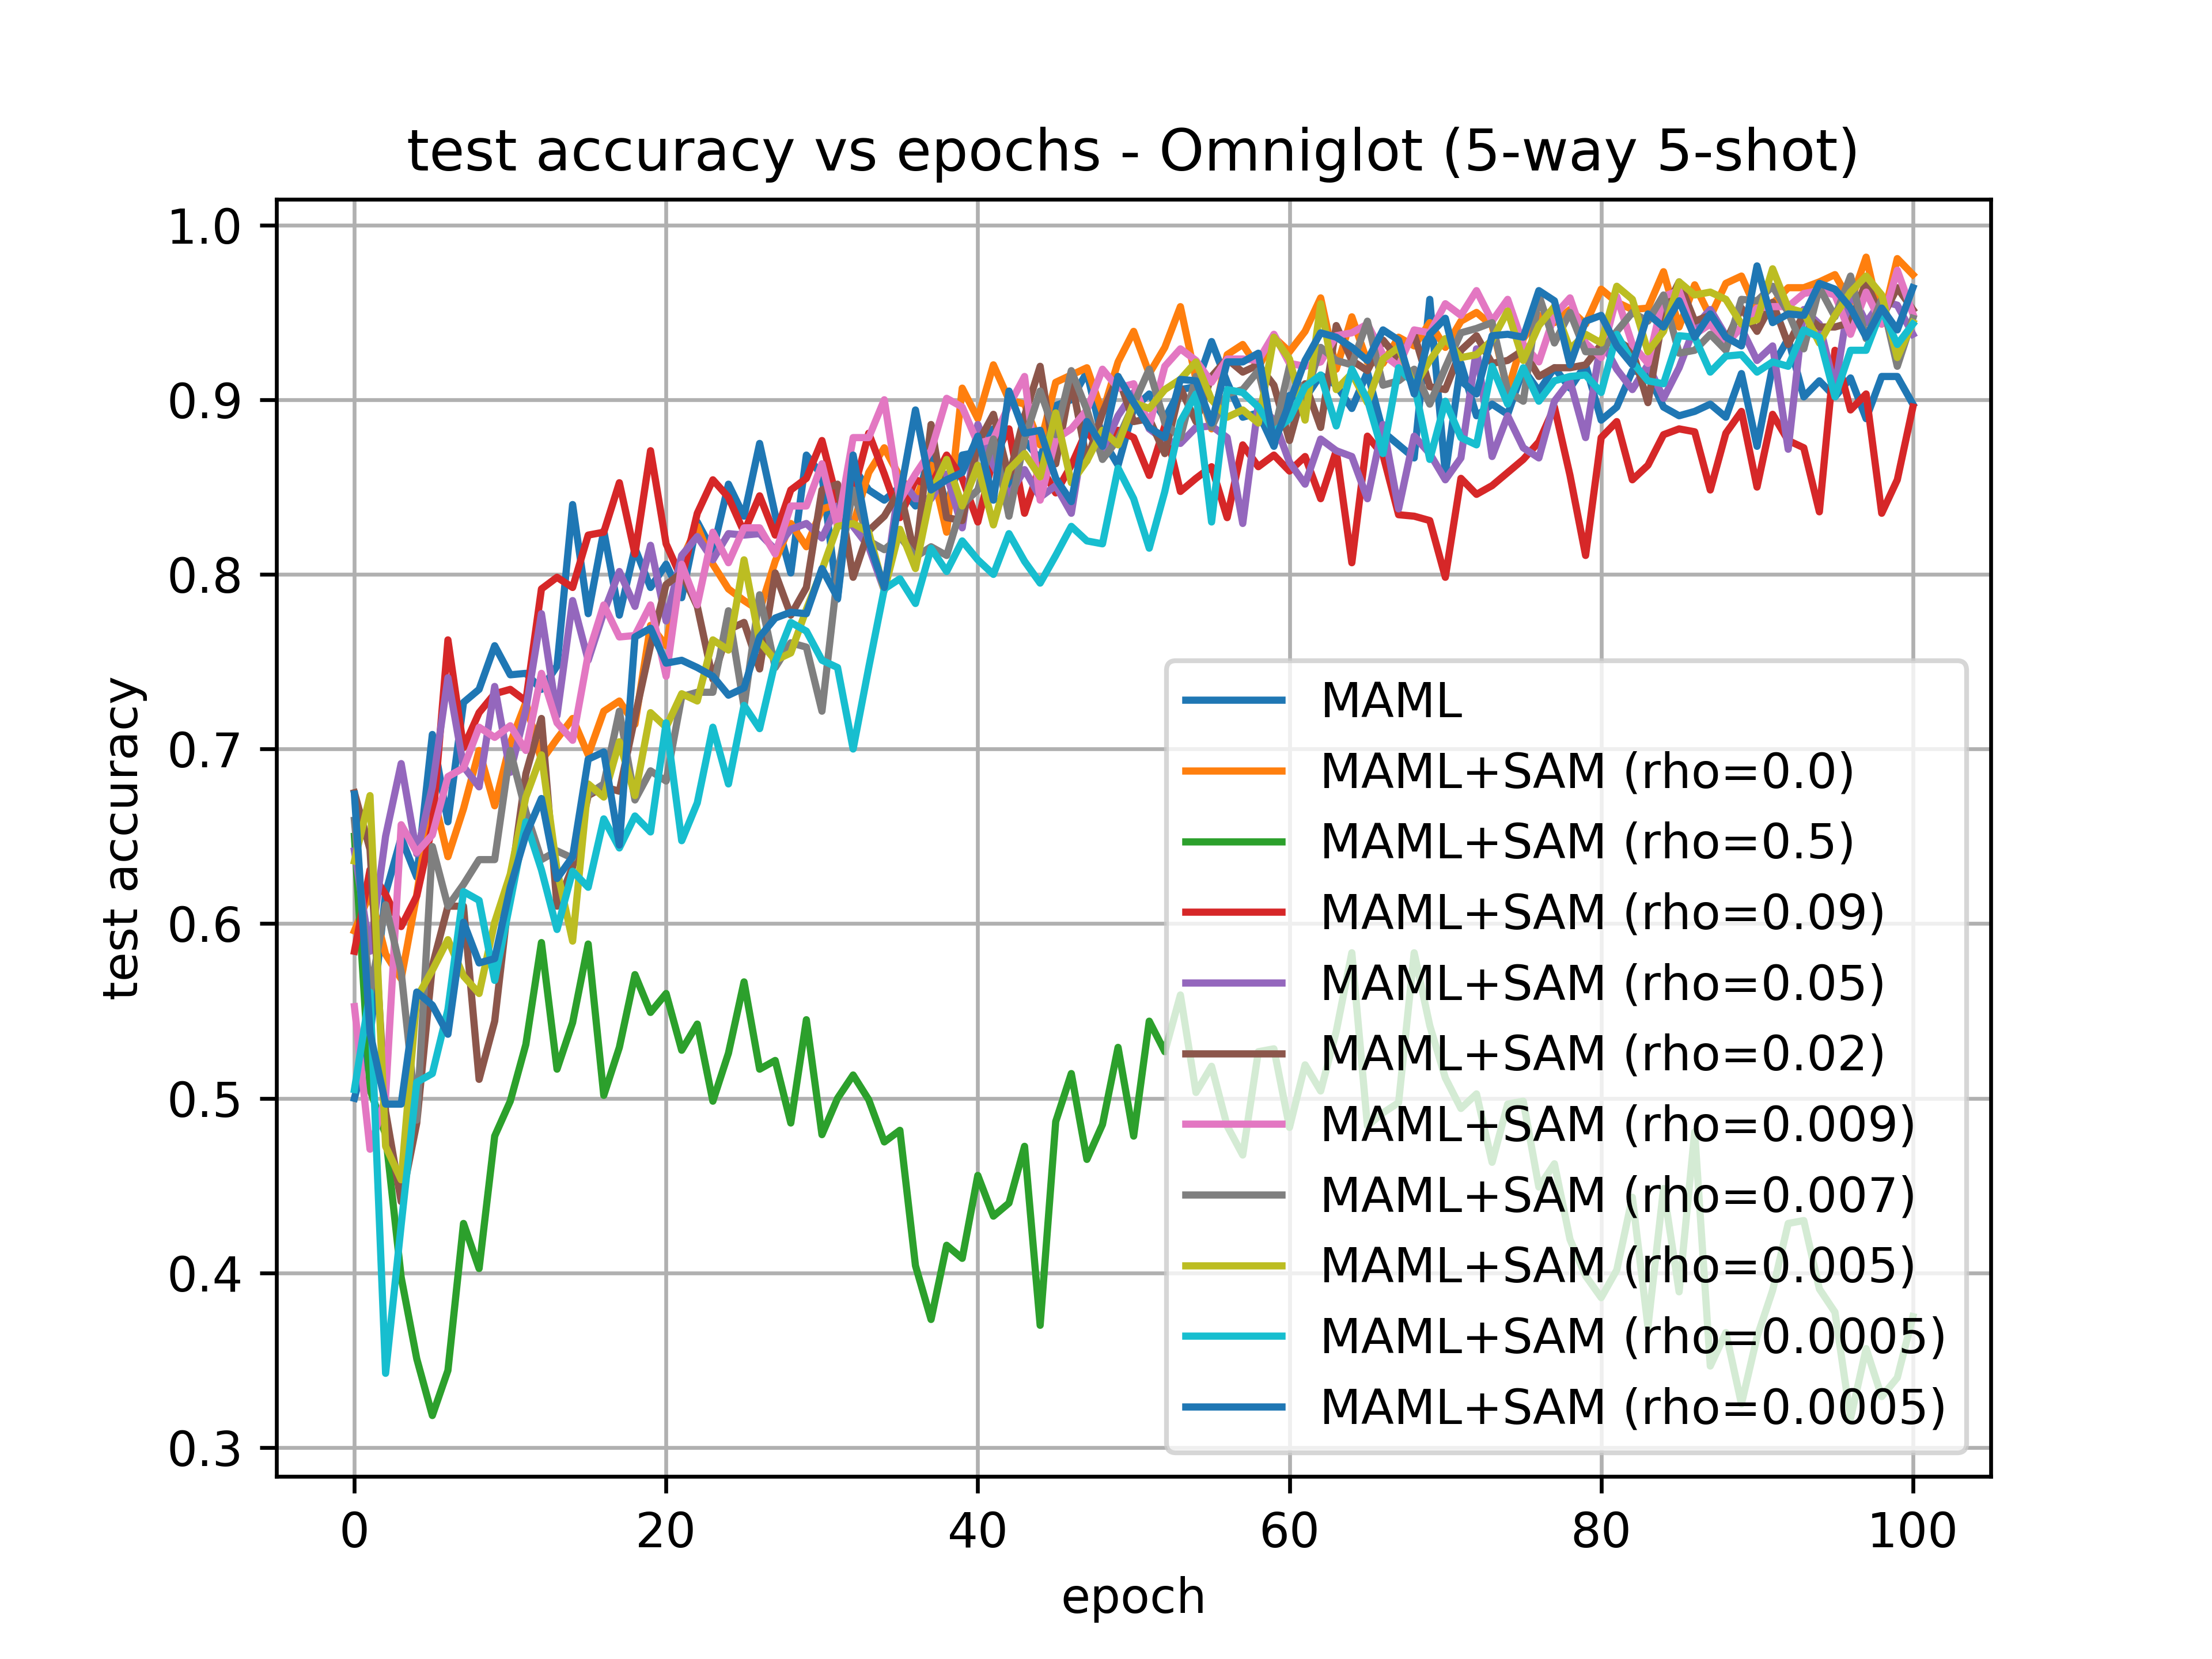 test accuracy vs epochs - Omniglot (5-way 5-shot)
test accuracy
1.0
0.9
0.8
0.7
0.6
0.5
0.4
0.3
MAML
MAML+SAM (rho=0.0)
MAML+SAM (rho=0.5)
MAML+SAM (rho=0.09)
MAML+SAM (rho=0.05)
MAML+SAM (rho=0.02)
MAML+SAM (rho=0.009)
MAML+SAM (rho=0.007)
MAML+SAM (rho=0.005)
MAML+SAM (rho=0.0005)
MAML+SAM (rho=0.0005)
0 20 40 60 80 100
epoch